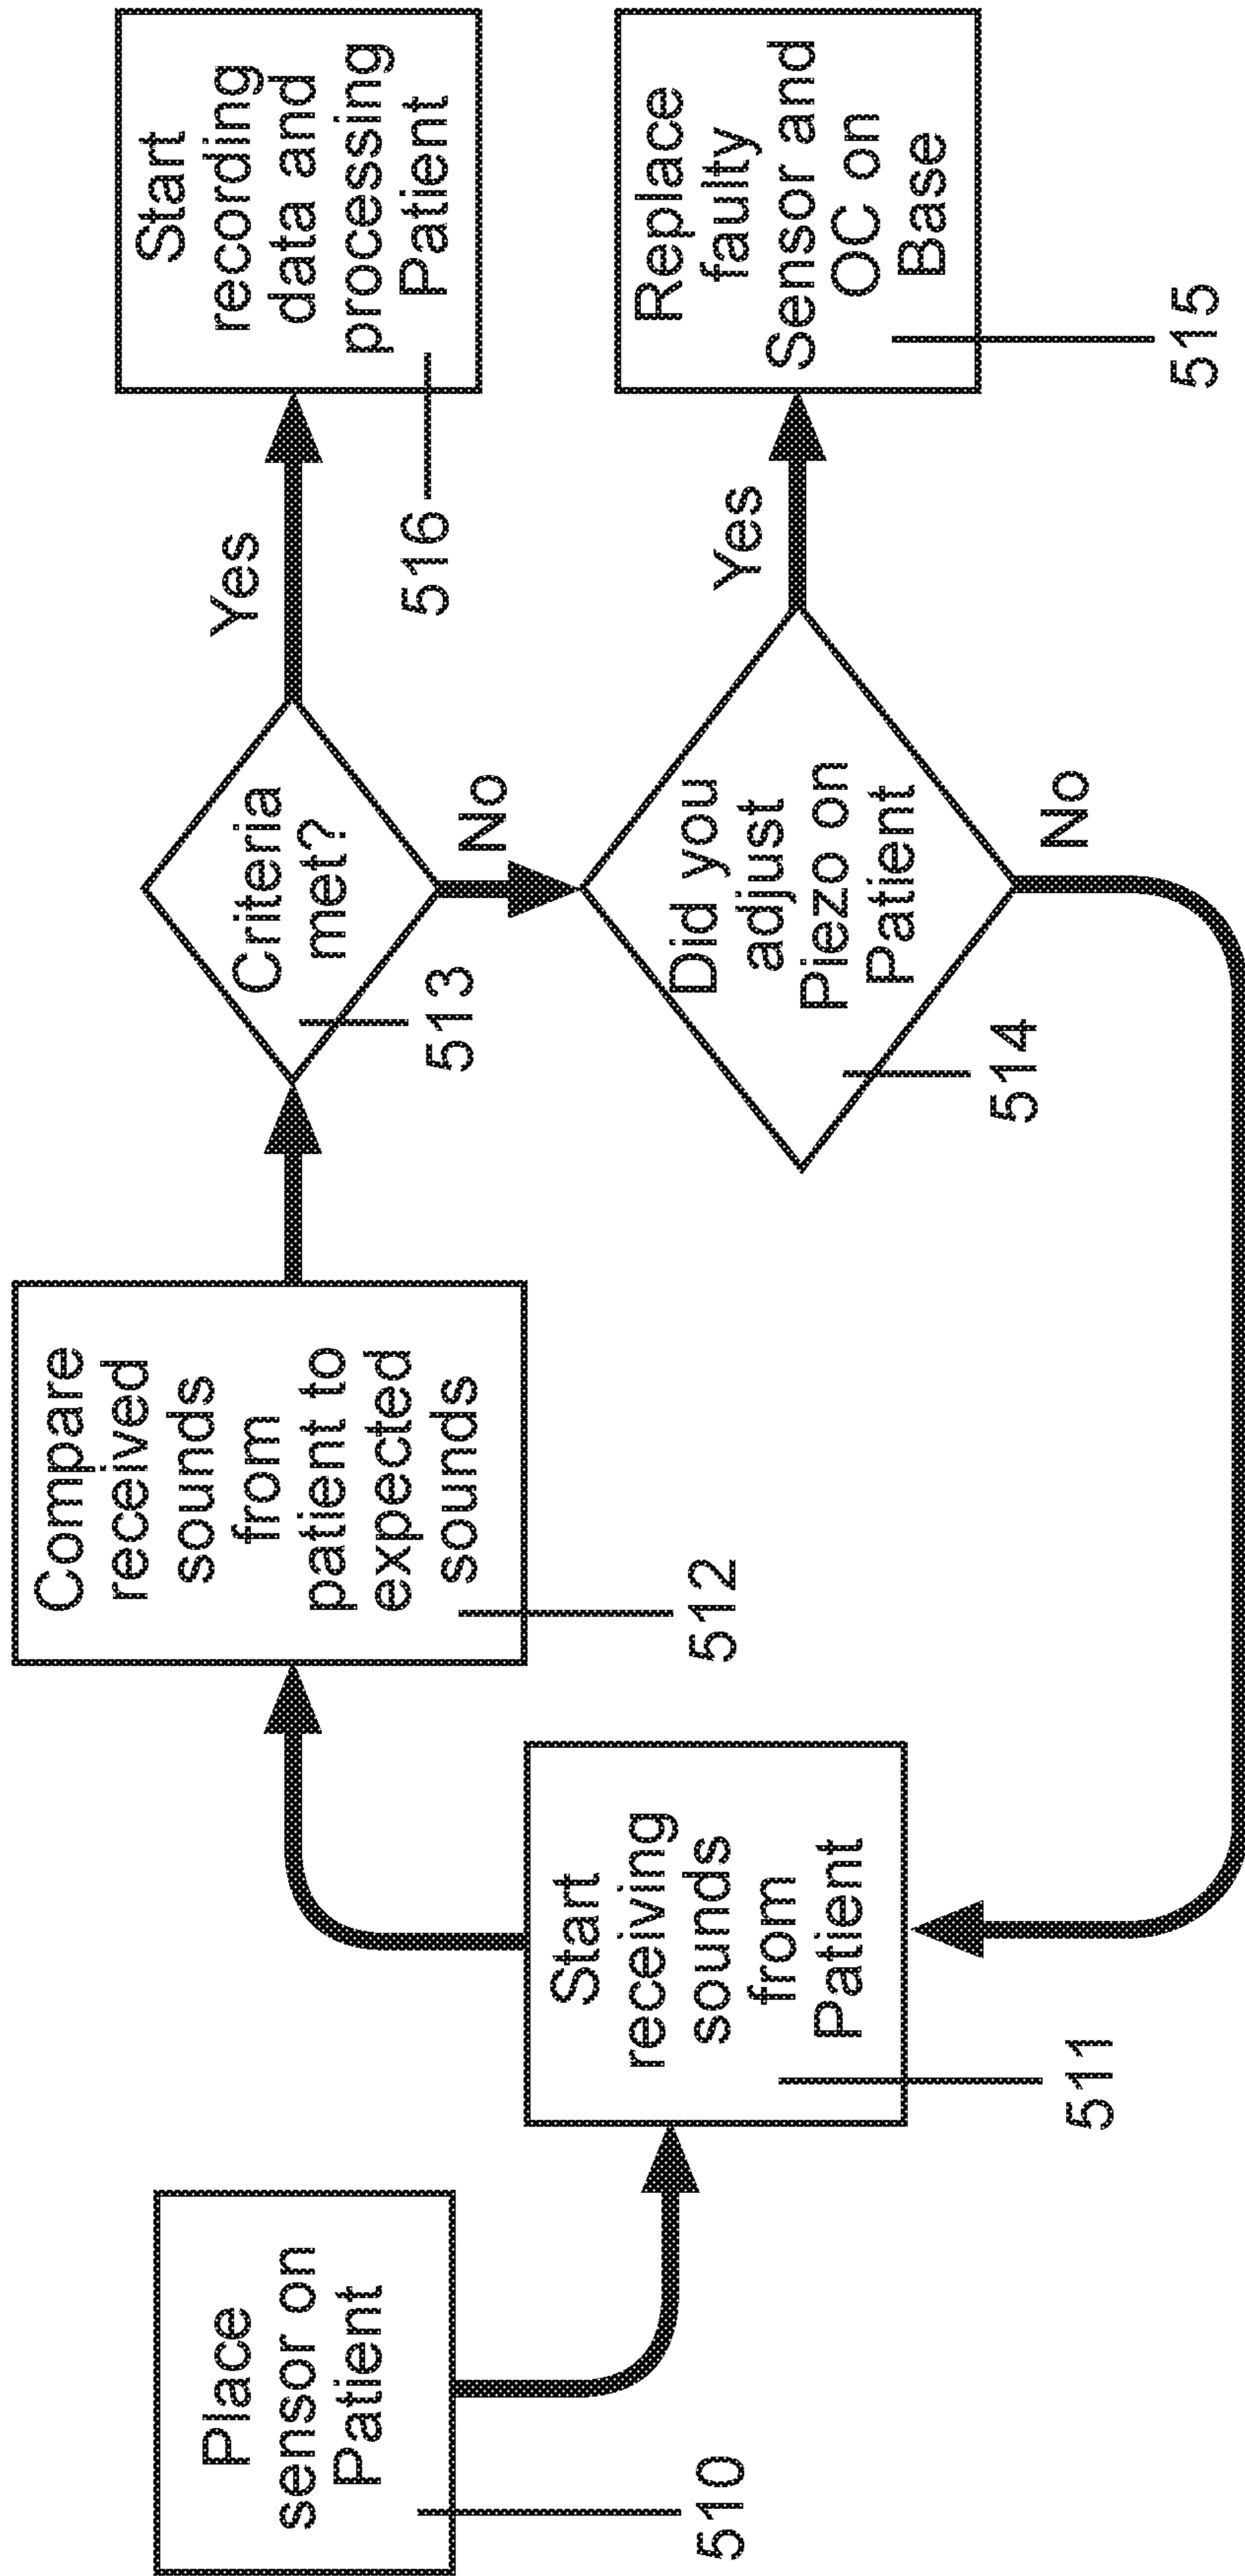 Place
sensor on
Patient
510
Start
receiving
sounds
from
Patient
511
Compare
received
sounds
from
patient to
expected
sounds
512
Criteria
met?
513
Yes
No
Start
recording
data and
processing
Patient
516
Did you
adjust
Piezo on
Patient
514
Yes
No
Replace
faulty
Sensor and
OC on
Base
515